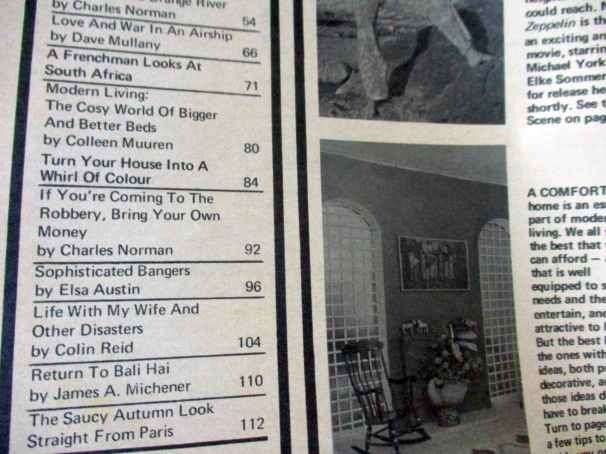 Orange River
by Charles Norman 54
Love And War In An Airship
by Dave Mullany 66
A Frenchman Looks At
South Africa 71
Modern Living:
The Cosy World Of Bigger
And Better Beds
by Colleen Muuren 80
Turn Your House Into A
Whirl Of Colour 84
If You're Coming To The
Robbery, Bring Your Own
Money
by Charles Norman 92
Sophisticated Bangers
by Elsa Austin 96
Life With My Wife And
Other Disasters
by Colin Reid 104
Return To Bali Hai
by James A. Michener 110
The Saucy Autumn Look
Straight From Paris 112
could reach.
Zeppelin is th
an exciting an
movie, starrin
Michael York
Elke Sommer
for release he
shortly. See t
Scene on pag
A COMFORT
home is an es
part of moder
living. We all
the best that
can afford —
that is well
equipped to s
needs and the
entertain, and
attractive to
But the best
the ones with
ideas, both p
decorative, a
those ideas d
have to brea
Turn to page
a few tips to